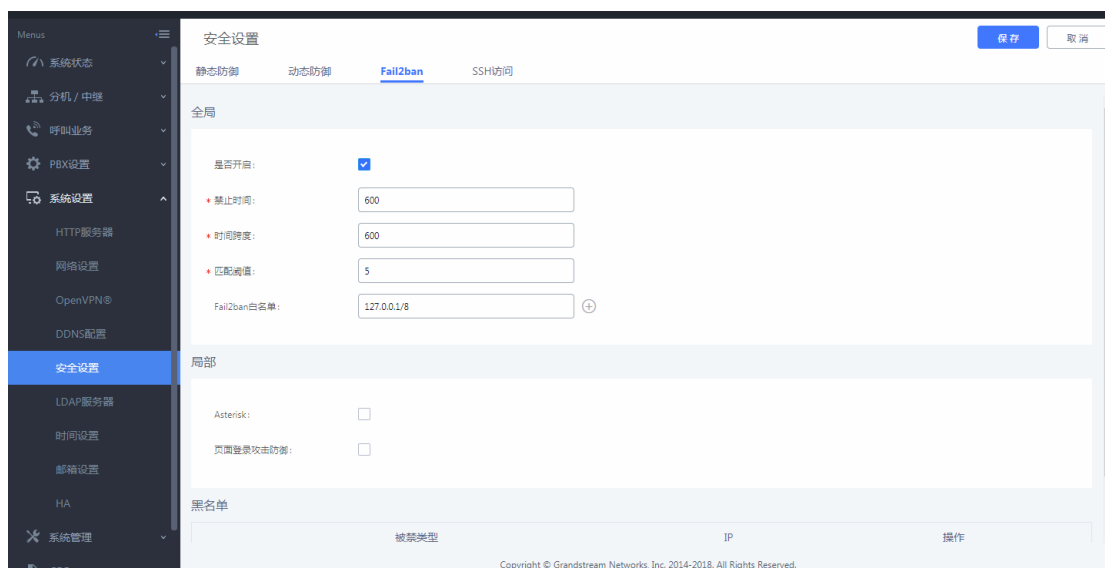 Menus
系统状态
分机 / 中继
呼叫业务
PBX设置
系统设置
HTTP服务器
网络设置
OpenVPN®
DDNS配置
安全设置
LDAP服务器
时间设置
邮箱设置
HA
系统管理
安全设置
保存 取消
静态防御 动态防御 Fail2ban SSH访问
全局
是否开启:
* 禁止时间: 600
* 时间跨度: 600
* 匹配阈值: 5
Fail2ban白名单: 127.0.0.1/8
局部
Asterisk:
页面登录攻击防御:
黑名单
被禁类型 IP 操作
Copyright © Grandstream Networks, Inc. 2014-2018. All Rights Reserved.